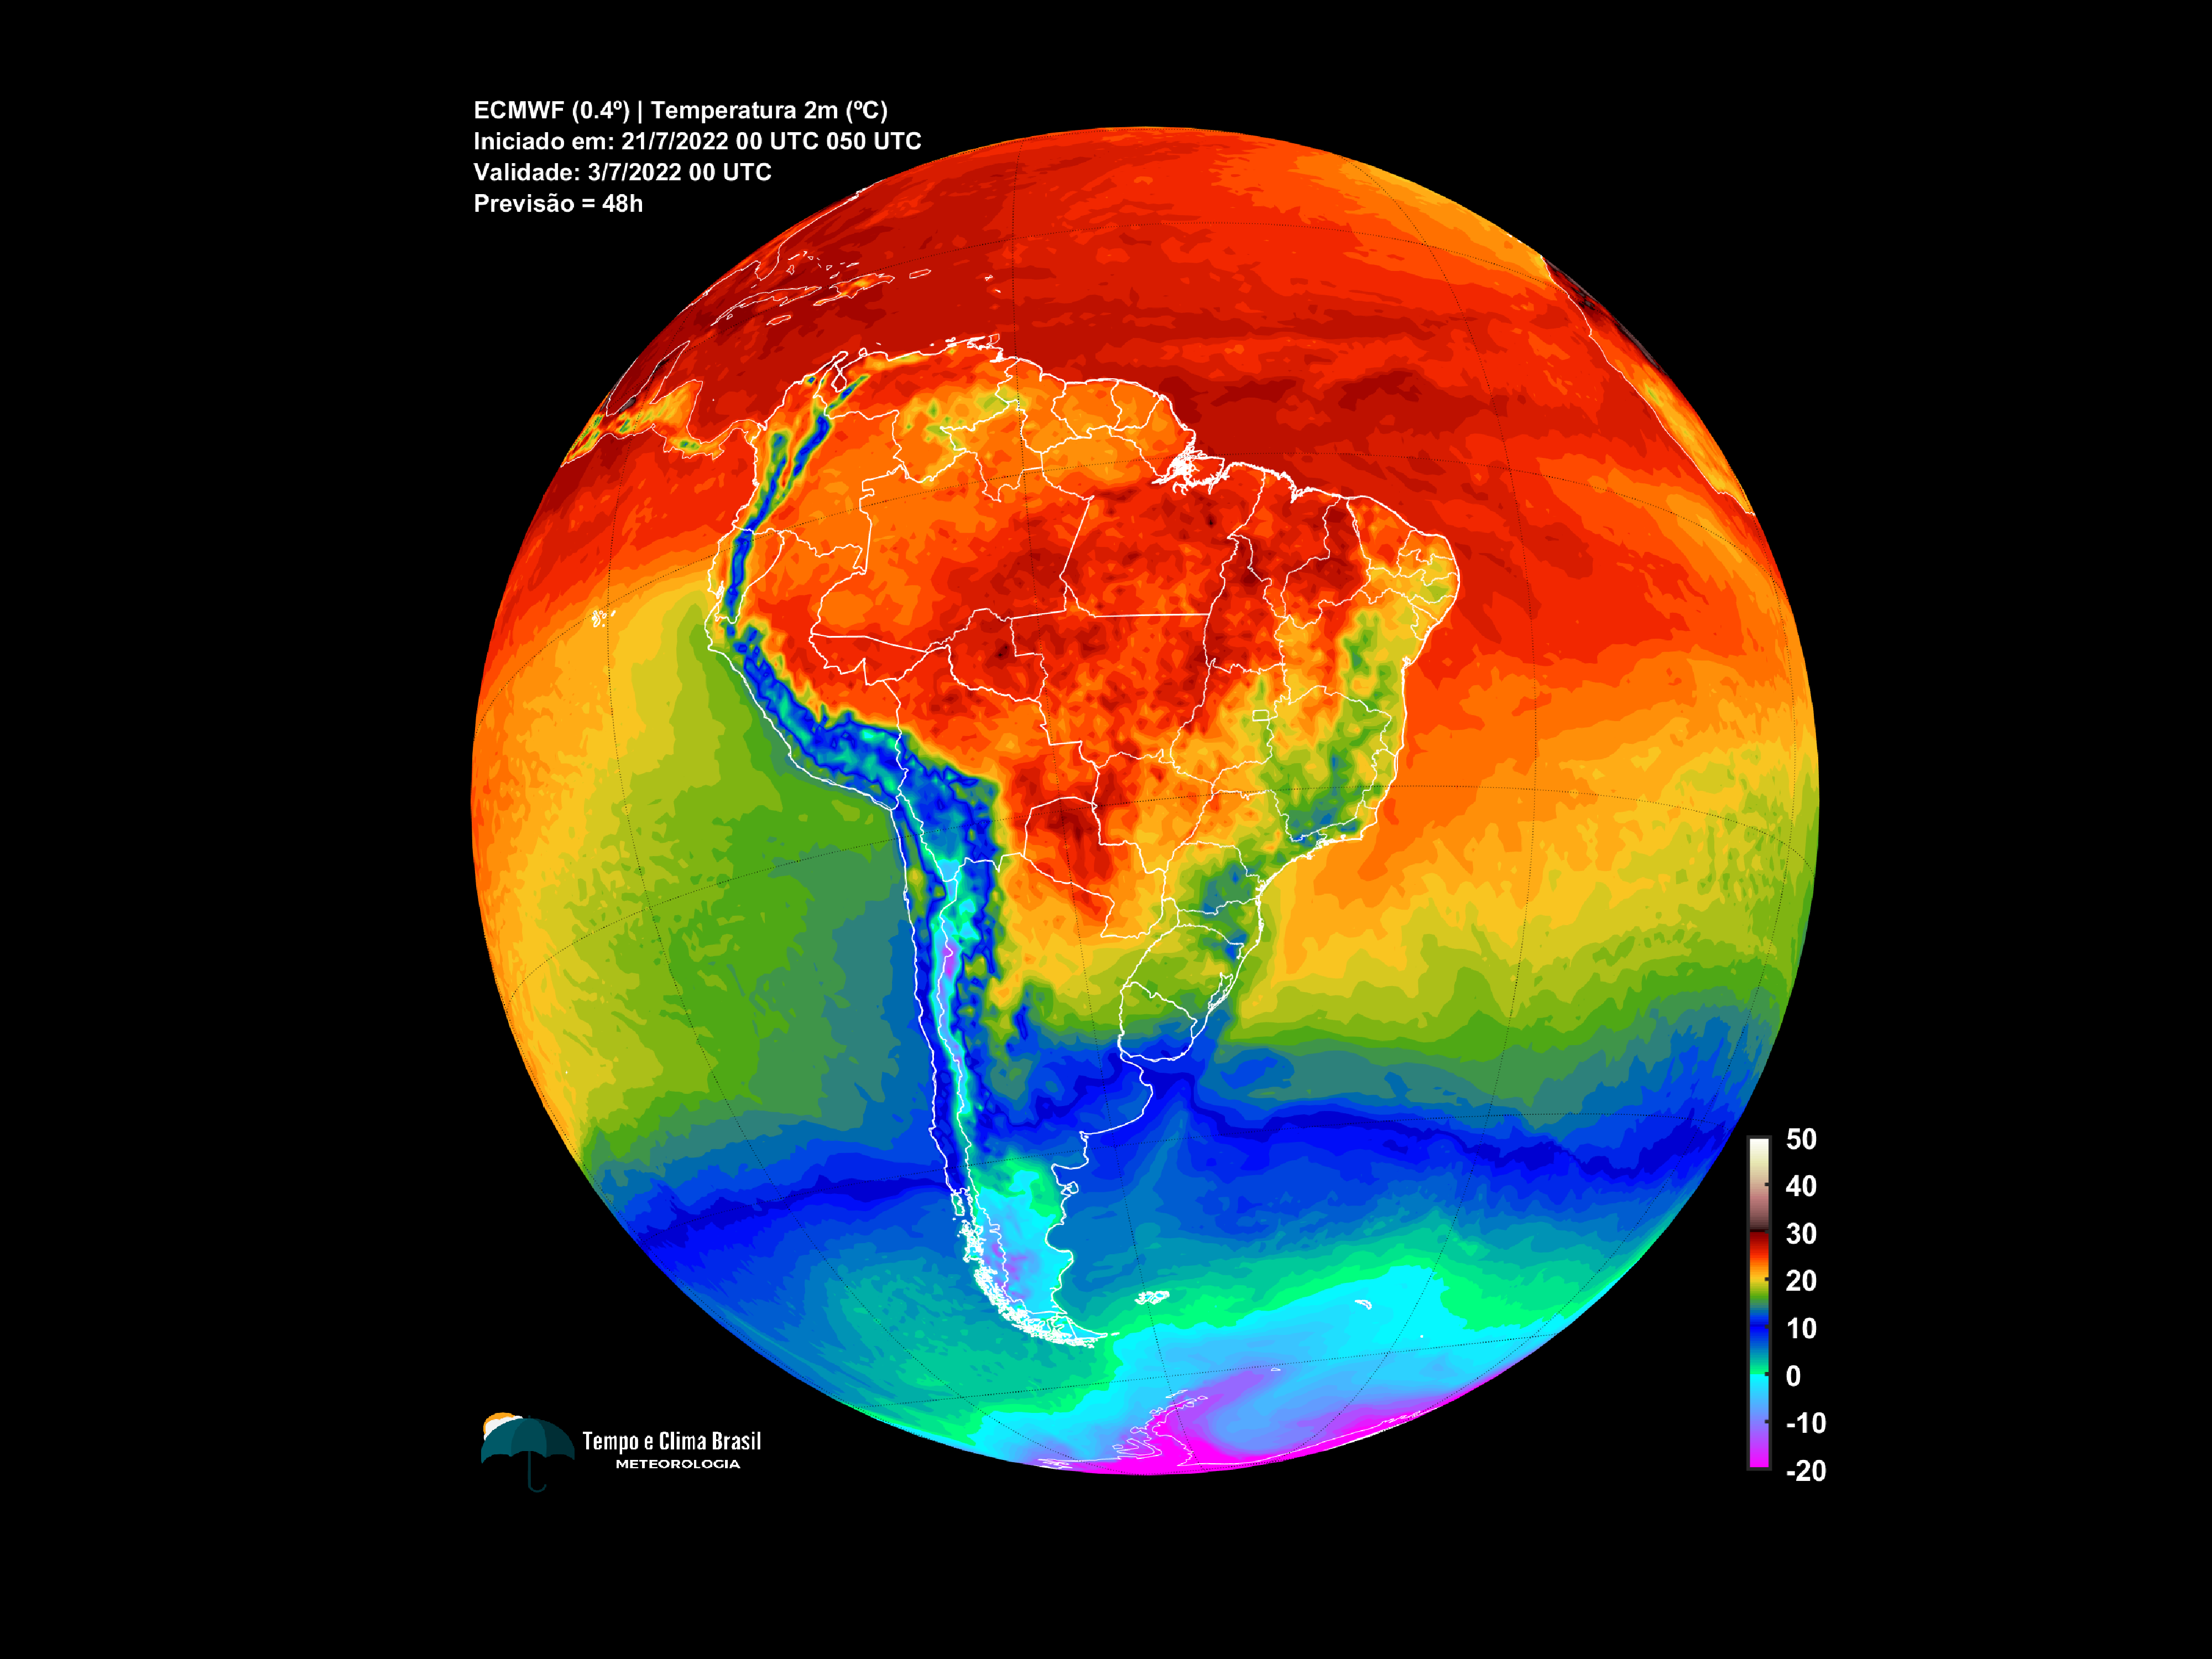 ECMWF (0.4º) | Temperatura 2m (ºC)
Iniciado em: 21/7/2022 00 UTC 050 UTC
Validade: 3/7/2022 00 UTC
Previsão = 48h
50
40
30
20
10
0
-10
-20
Tempo e Clima Brasil
METEOROLOGIA